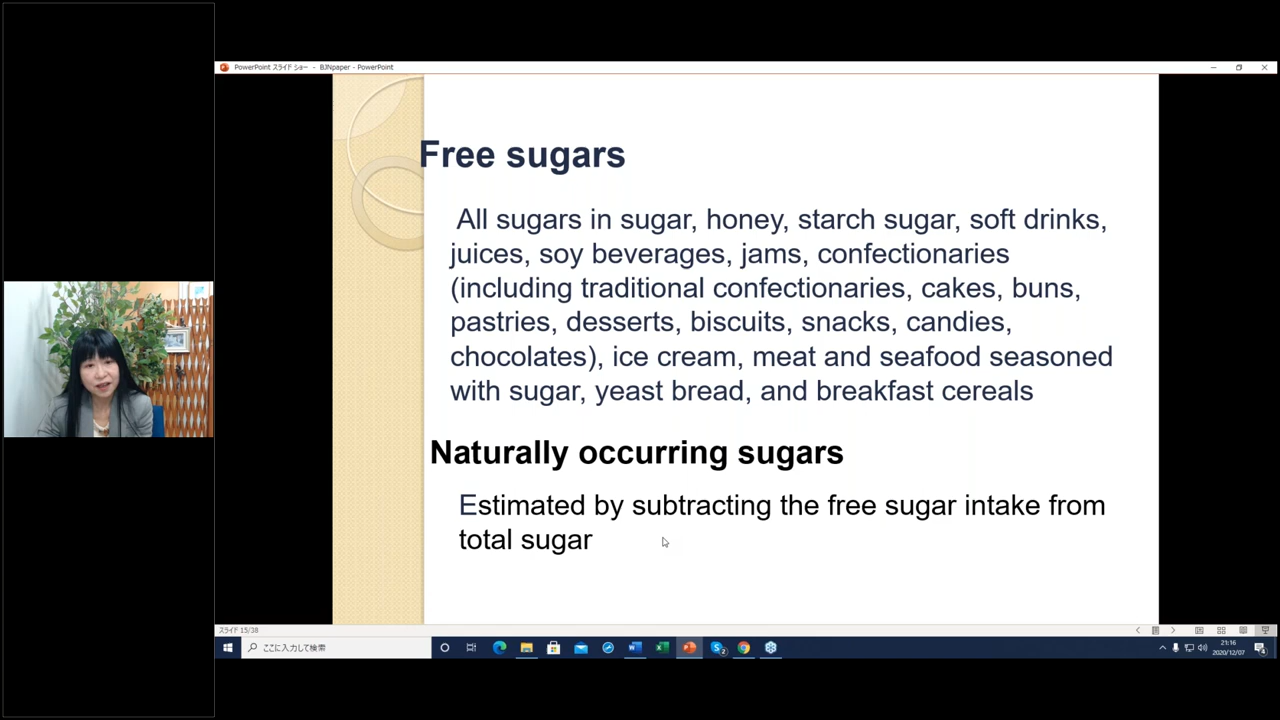 PowerPoint スライド ショー - BJNpaper - PowerPoint
Free sugars
All sugars in sugar, honey, starch sugar, soft drinks,
juices, soy beverages, jams, confectionaries
(including traditional confectionaries, cakes, buns,
pastries, desserts, biscuits, snacks, candies,
chocolates), ice cream, meat and seafood seasoned
with sugar, yeast bread, and breakfast cereals
Naturally occurring sugars
Estimated by subtracting the free sugar intake from
total sugar
スライド 15/38
ここに入力して検索
21:16
2020/12/07